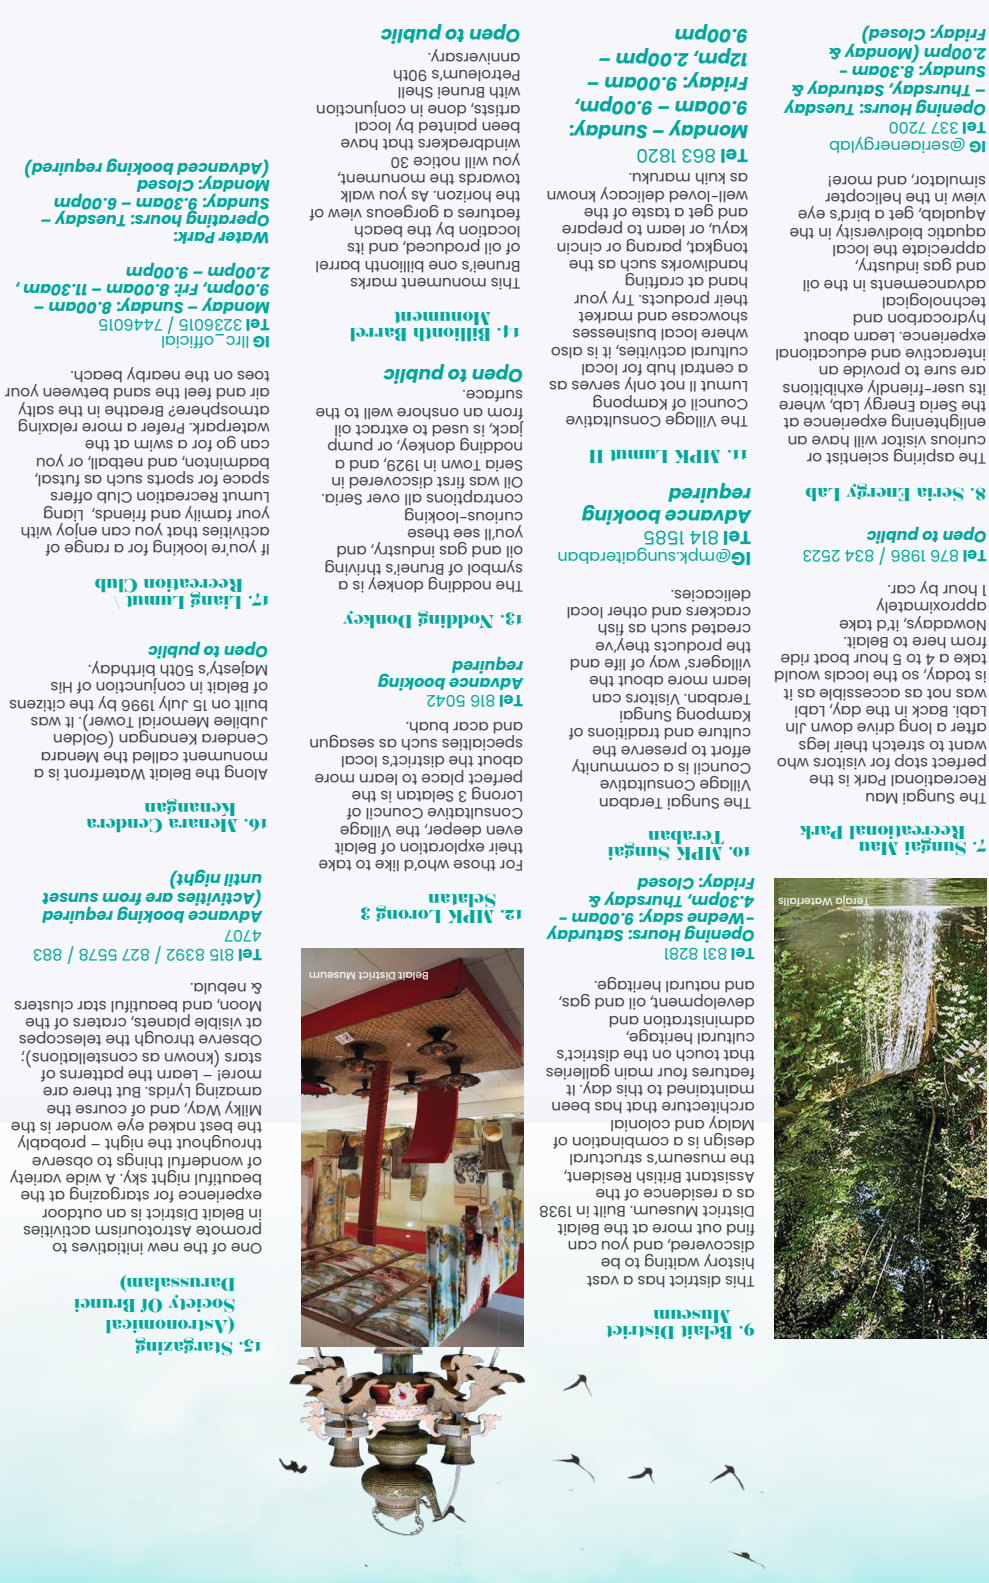 Teraja Waterfalls
7. Sungai Mau
Recreational Park
The Sungai Mau
Recreational Park is the
perfect stop for visitors who
want to stretch their legs
after a long drive down Jln
Labi. Back in the day, Labi
was not as accessible as it
is today, so the locals would
take a 4 to 5 hour boat ride
from here to Belait.
Nowadays, it'd take
approximately
1 hour by car.
Tel 876 1986 / 834 2523
Open to public
8. Seria Energy Lab
The aspiring scientist or
curious visitor will have an
enlightening experience at
the Seria Energy Lab, where
its user-friendly exhibitions
are sure to provide an
interactive and educational
experience. Learn about
hydrocarbon and
technological
advancements in the oil
and gas industry,
appreciate the local
aquatic biodiversity in the
Aqualab, get a bird's eye
view in the helicopter
simulator, and more!
IG @seriaenergylab
Tel 337 7200
Opening Hours: Tuesday
– Thursday, Saturday &
Sunday: 8.30am –
2.00pm (Monday &
Friday: Closed)
9. Belait District
Museum
This district has a vast
history waiting to be
discovered, and you can
find out more at the Belait
District Museum. Built in 1938
as a residence of the
Assistant British Resident,
the museum's structural
design is a combination of
Malay and colonial
architecture that has been
maintained to this day. It
features four main galleries
that touch on the district's
cultural heritage,
administration and
development, oil and gas,
and natural heritage.
Tel 831 8281
Opening Hours: Saturday
–Wedne sday: 9.00am –
4.30pm, Thursday &
Friday: Closed
10. MPK Sungai
Teraban
The Sungai Teraban
Village Consultative
Council is a community
effort to preserve the
culture and traditions of
Kampong Sungai
Teraban. Visitors can
learn more about the
villagers' way of life and
the products they've
created such as fish
crackers and other local
delicacies.
IG@mpk.sungaiteraban
Tel 814 1585
Advance booking
required
11. MPK Lumut II
The Village Consultative
Council of Kampong
Lumut II not only serves as
a central hub for local
cultural activities, it is also
where local businesses
showcase and market
their products. Try your
hand at crafting
handiworks such as the
tongkat, parang or cincin
kayu, or learn to prepare
and get a taste of the
well-loved delicacy known
as kuih maruku.
Tel 863 1820
Monday – Sunday:
9.00am – 9.00pm,
Friday: 9.00am –
12pm, 2.00pm –
9.00pm
Belait District Museum
12. MPK Lorong 3
Selatan
For those who'd like to take
their exploration of Belait
even deeper, the Village
Consultative Council of
Lorong 3 Selatan is the
perfect place to learn more
about the district's local
specialities such as sesagun
and acar buah.
Tel 816 5042
Advance booking
required
13. Nodding Donkey
The nodding donkey is a
symbol of Brunei's thriving
oil and gas industry, and
you'll see these
curious-looking
contraptions all over Seria.
Oil was first discovered in
Seria Town in 1929, and a
nodding donkey, or pump
jack, is used to extract oil
from an onshore well to the
surface.
Open to public
14. Billionth Barrel
Monument
This monument marks
Brunei's one billionth barrel
of oil produced, and its
location by the beach
features a gorgeous view of
the horizon. As you walk
towards the monument,
you will notice 30
windbreakers that have
been painted by local
artists, done in conjunction
with Brunei Shell
Petroleum's 90th
anniversary.
Open to public
15. Stargazing
(Astronomical
Society Of Brunei
Darussalam)
One of the new initiatives to
promote Astrotourism activities
in Belait District is an outdoor
experience for stargazing at the
beautiful night sky. A wide variety
of wonderful things to observe
throughout the night – probably
the best naked eye wonder is the
Milky Way, and of course the
amazing Lyrids. But there are
more! – Learn the patterns of
stars (known as constellations);
Observe through the telescopes
at visible planets, craters of the
Moon, and beautiful star clusters
& nebula.
Tel 815 8392 / 827 5578 / 883
4707
Advance booking required
(Activities are from sunset
until night)
16. Menara Cendera
Kenangan
Along the Belait Waterfront is a
monument called the Menara
Cendera Kenangan (Golden
Jubilee Memorial Tower). It was
built on 15 July 1996 by the citizens
of Belait in conjunction of His
Majesty's 50th birthday.
Open to public
17. Liang Lumut
Recreation Club
If you're looking for a range of
activities that you can enjoy with
your family and friends, Liang
Lumut Recreation Club offers
space for sports such as futsal,
badminton, and netball, or you
can go for a swim at the
waterpark. Prefer a more relaxing
atmosphere? Breathe in the salty
air and feel the sand between your
toes on the nearby beach.
IG llrc_official
Tel 3236015 / 7446015
Monday – Sunday: 8.00am –
9.00pm, Fri: 8.00am – 11.30am ,
2.00pm – 9.00pm
Water Park:
Operating hours: Tuesday –
Sunday: 9.30am – 6.00pm
Monday: Closed
(Advanced booking required)